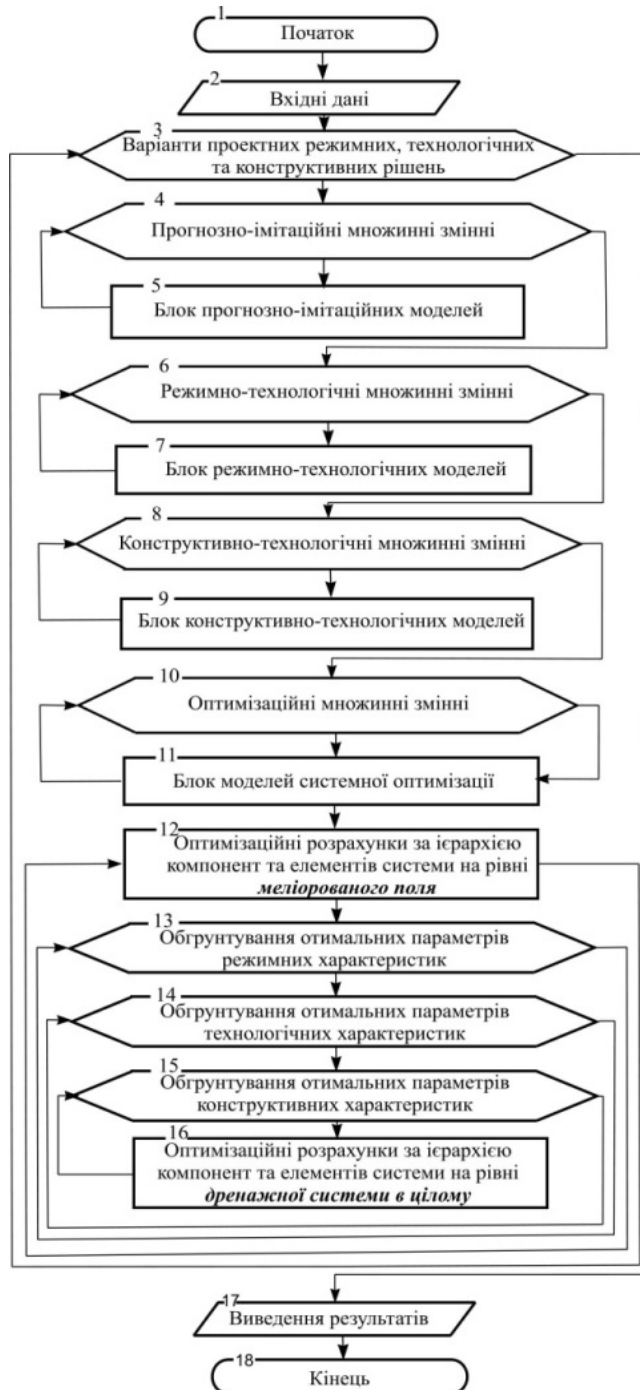 1
Початок
2
Вхідні дані
3
Варіанти проектних режимних, технологічних
та конструктивних рішень
4
Прогнозно-імітаційні множинні змінні
5
Блок прогнозно-імітаційних моделей
6
Режимно-технологічні множинні змінні
7
Блок режимно-технологічних моделей
8
Конструктивно-технологічні множинні змінні
9
Блок конструктивно-технологічних моделей
10
Оптимізаційні множинні змінні
11
Блок моделей системної оптимізації
12
Оптимізаційні розрахунки за ієрархією
компонент та елементів системи на рівні
меліорованого поля
13
Обгрунтування отимальних параметрів
режимних характеристик
14
Обгрунтування отимальних параметрів
технологічних характеристик
15
Обгрунтування отимальних параметрів
конструктивних характеристик
16
Оптимізаційні розрахунки за ієрархією
компонент та елементів системи на рівні
дренажної системи в цілому
17
Виведення результатів
18
Кінець